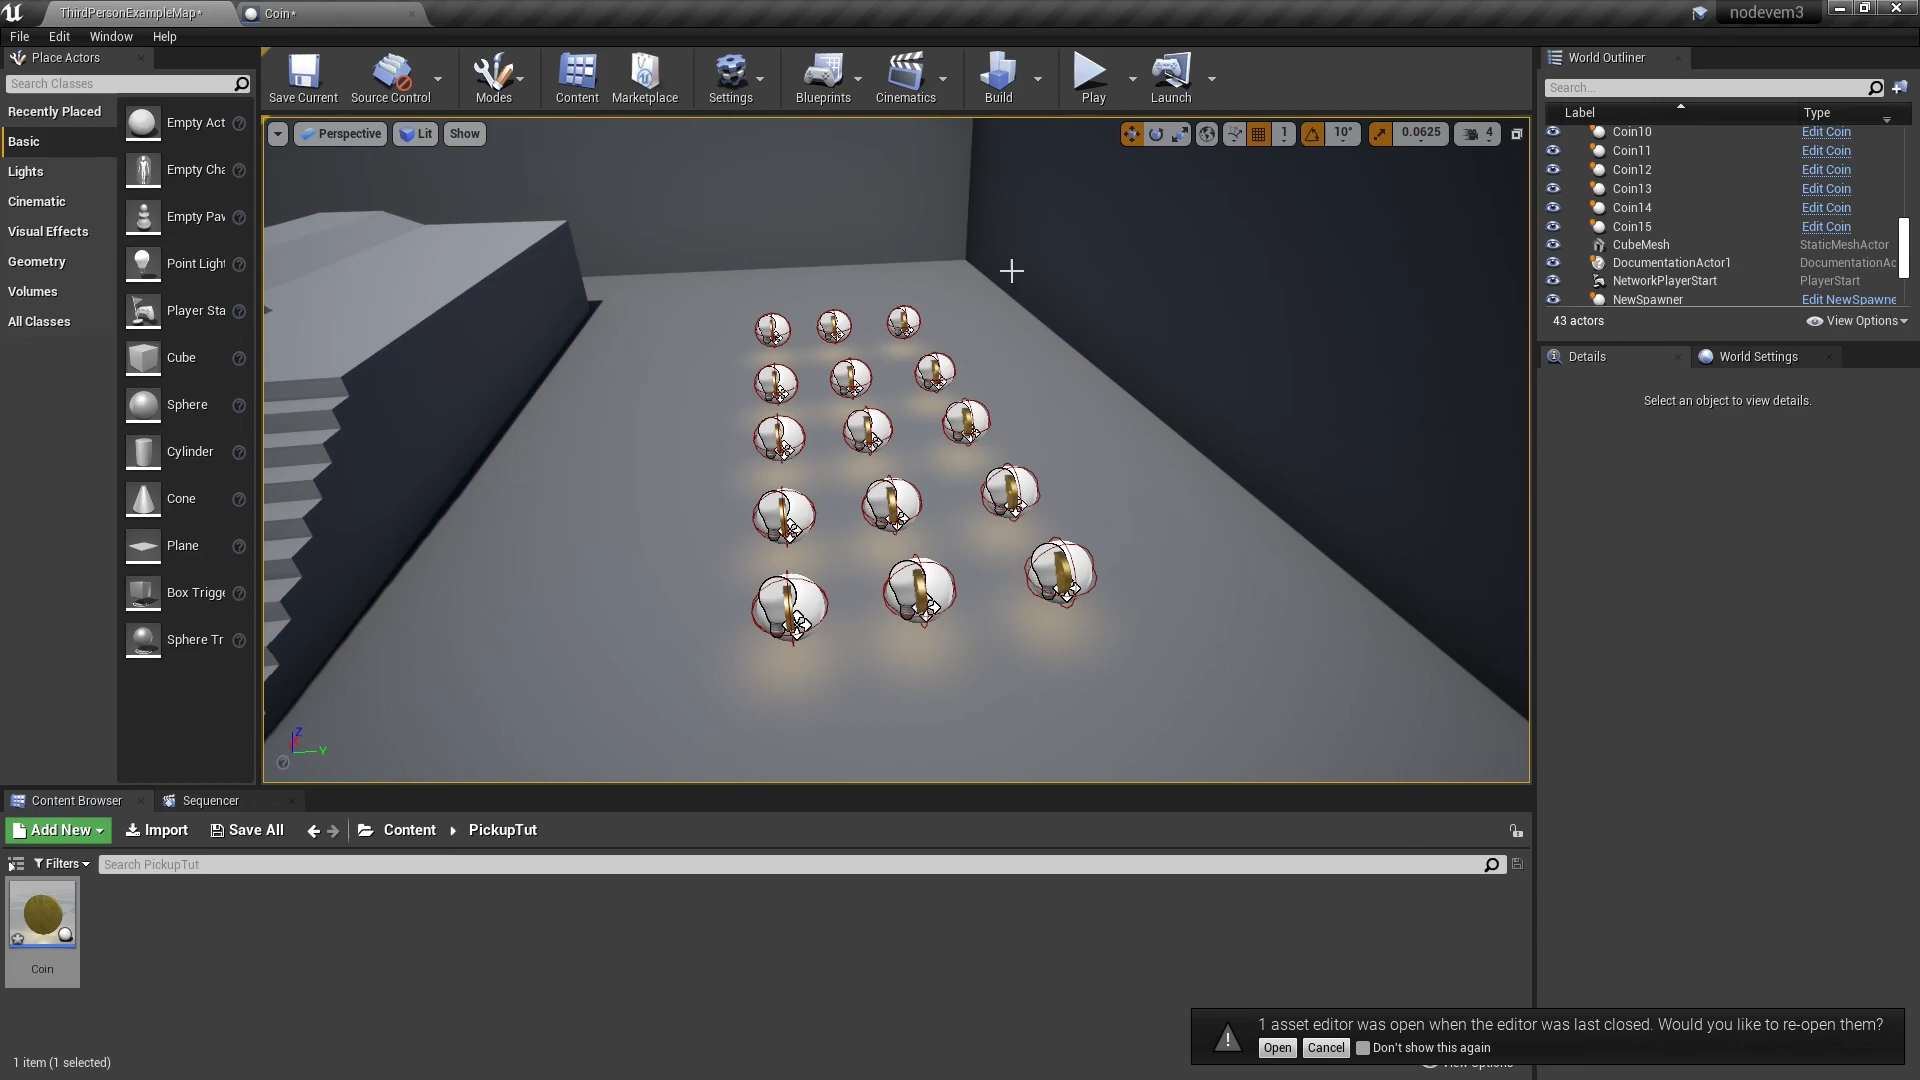 ThirdPersonExampleMap*
Coin*
nodevem3
File Edit Window Help
Place Actors
Search Classes
Recently Placed
Basic
Lights
Cinematic
Visual Effects
Geometry
Volumes
All Classes
Empty Act
Empty Cha
Empty Pav
Point Light
Player Sta
Cube
Sphere
Cylinder
Cone
Plane
Box Trigge
Sphere Tr
Save Current
Source Control
Modes
Content
Marketplace
Settings
Blueprints
Cinematics
Build
Play
Launch
Perspective
Lit
Show
1
10°
0.0625
4
Z
Y
World Outliner
Search...
Label Type
Coin10 Edit Coin
Coin11 Edit Coin
Coin12 Edit Coin
Coin13 Edit Coin
Coin14 Edit Coin
Coin15 Edit Coin
CubeMesh StaticMeshActor
DocumentationActor1 DocumentationAc
NetworkPlayerStart PlayerStart
NewSpawner Edit NewSpawne
43 actors
View Options
Details
World Settings
Select an object to view details.
Content Browser
Sequencer
Add New
Import
Save All
Content
PickupTut
Filters
Search PickupTut
Coin
1 item (1 selected)
1 asset editor was open when the editor was last closed. Would you like to re-open them?
Open
Cancel
Don't show this again